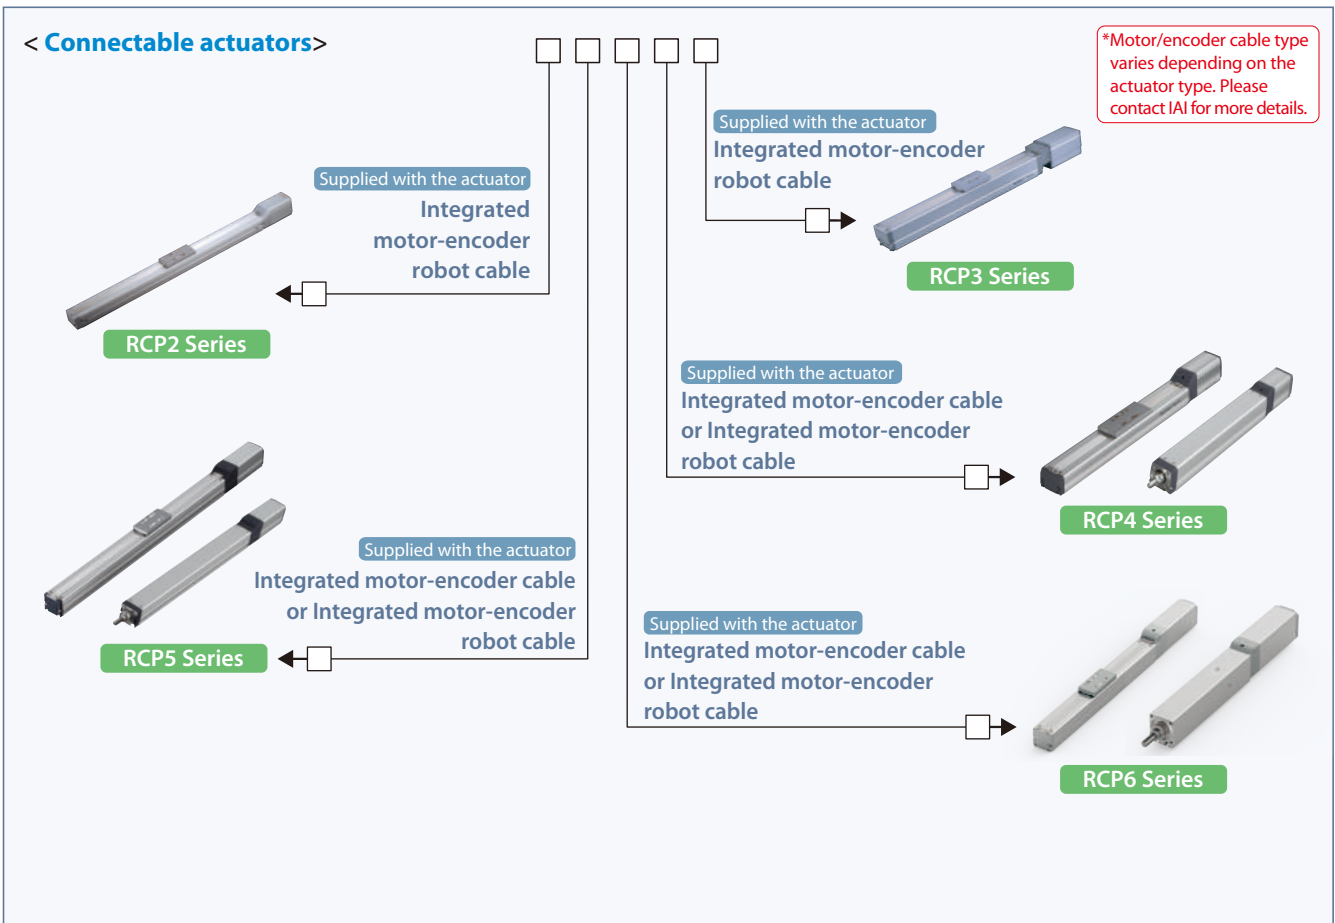 < Connectable actuators>
*Motor/encoder cable type
varies depending on the
actuator type. Please
contact IAI for more details.
Supplied with the actuator
Integrated motor-encoder
robot cable
RCP3 Series
Supplied with the actuator
Integrated
motor-encoder
robot cable
RCP2 Series
Supplied with the actuator
Integrated motor-encoder cable
or Integrated motor-encoder
robot cable
RCP4 Series
Supplied with the actuator
Integrated motor-encoder cable
or Integrated motor-encoder
robot cable
RCP5 Series
Supplied with the actuator
Integrated motor-encoder cable
or Integrated motor-encoder
robot cable
RCP6 Series